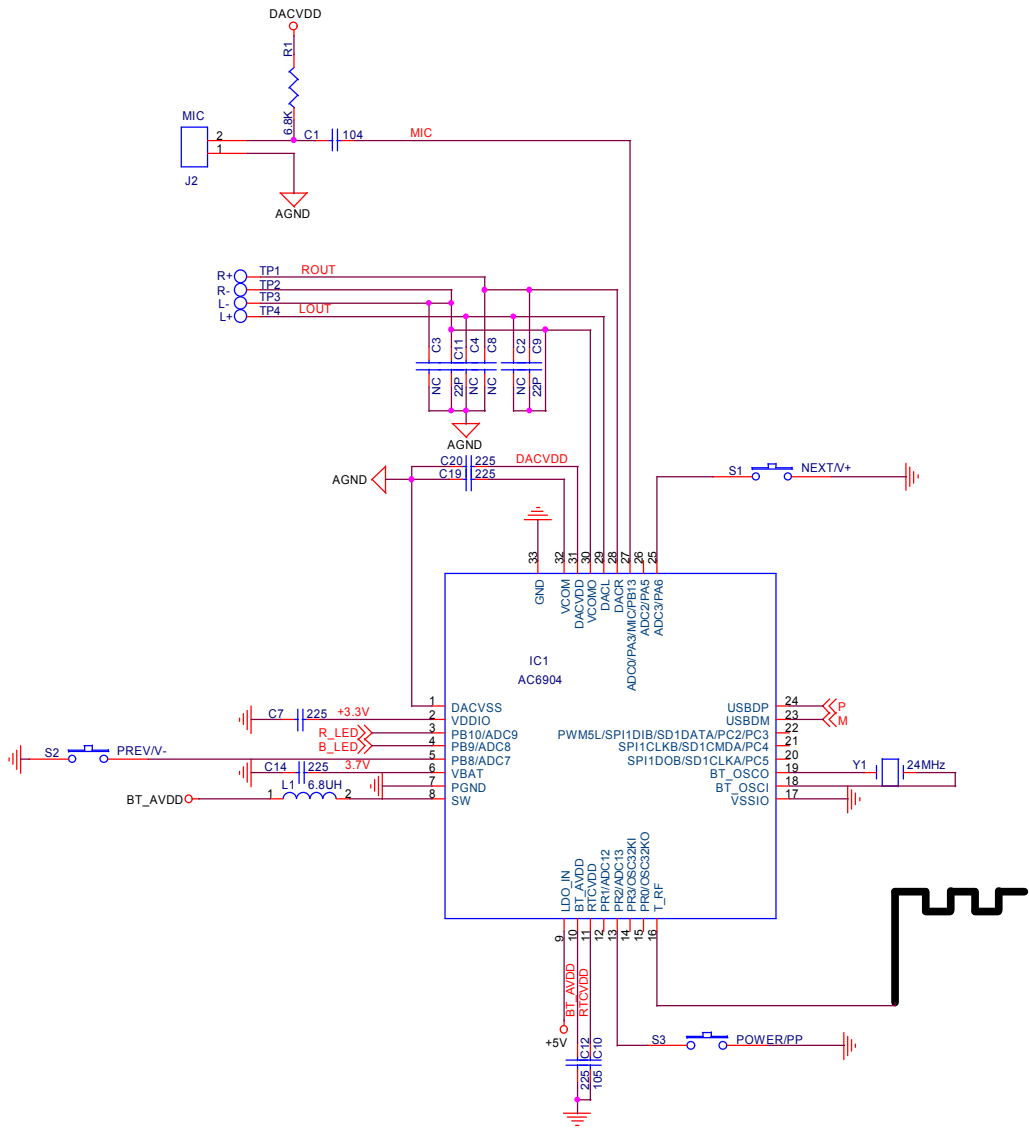 DACVDD
R1
6.8K
MIC
2
1
J2
C1 104
MIC
AGND
R+ TP1 ROUT
R- TP2
L- TP3
L+ TP4 LOUT
C3 C11 C4 C8 C2 C9
NC 22P NC NC NC 22P
AGND
C20 225 DACVDD
AGND C19 225
S1 NEXT/V+
33 32 31 30 29 28 27 26 25
GND VCOM DACVDD VCOMO DACL DACR ADC0/PA3/MIC/PB13 ADC2/PA5 ADC3/PA6
IC1
AC6904
1 DACVSS
C7 225 +3.3V 2 VDDIO
R_LED 3 PB10/ADC9
B_LED 4 PB9/ADC8
S2 PREV/V- 5 PB8/ADC7
C14 225 3.7V 6 VBAT
7 PGND
BT_AVDD 1 L1 6.8UH 2 8 SW
USBDP 24 P
USBDM 23 M
PWM5L/SPI1DIB/SD1DATA/PC2/PC3 22
SPI1CLKB/SD1CMDA/PC4 21
SPI1DOB/SD1CLKA/PC5 20
BT_OSCO 19 Y1 24MHz
BT_OSCI 18
VSSIO 17
LDO_IN BT_AVDD RTCVDD PR1/ADC12 PR2/ADC13 PR3/OSC32KI PR0/OSC32KO T_RF
9 10 11 12 13 14 15 16
BT_AVDD
RTCVDD
+5V
C12 C10
225 105
S3 POWER/PP